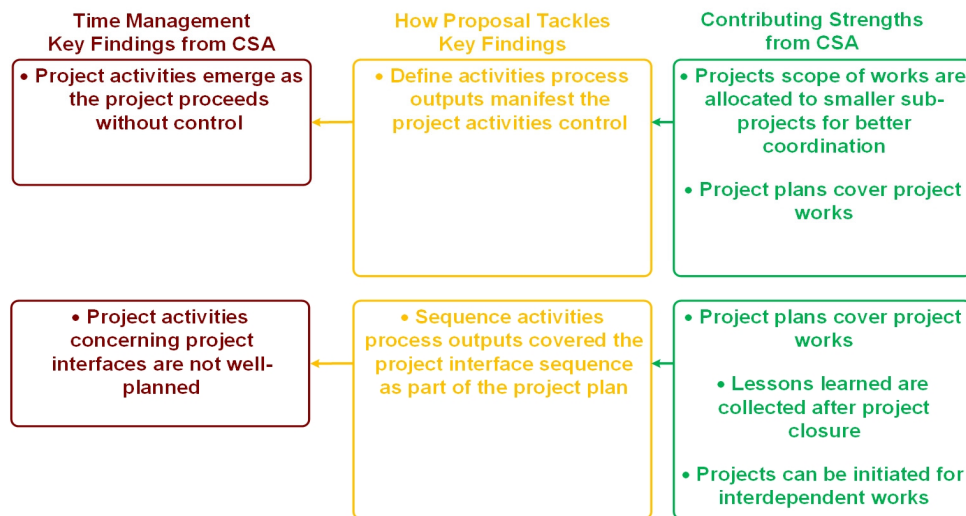 Time Management
Key Findings from CSA
How Proposal Tackles
Key Findings
Contributing Strengths
from CSA
• Project activities emerge as
the project proceeds
without control
• Define activities process
outputs manifest the
project activities control
• Projects scope of works are
allocated to smaller sub-
projects for better
coordination
• Project plans cover project
works
• Project activities
concerning project
interfaces are not well-
planned
• Sequence activities
process outputs covered the
project interface sequence
as part of the project plan
• Project plans cover project
works
• Lessons learned are
collected after project
closure
• Projects can be initiated for
interdependent works